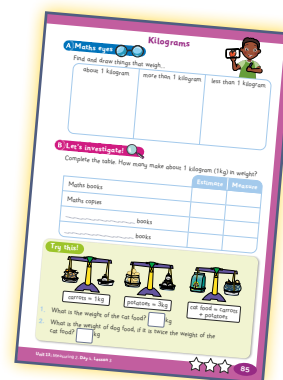 Kilograms
A Maths eyes
Find and draw things that weigh...
about 1 kilogram more than 1 kilogram less than 1 kilogram
B Let's investigate!
Complete the table. How many make about 1 kilogram (1kg) in weight?
Estimate Measure
Maths books
Maths copies
books
books
Try this!
carrots = 1kg potatoes = 3kg cat food = carrots + potatoes
1. What is the weight of the cat food? kg
2. What is the weight of dog food, if it is twice the weight of the
cat food? kg
85